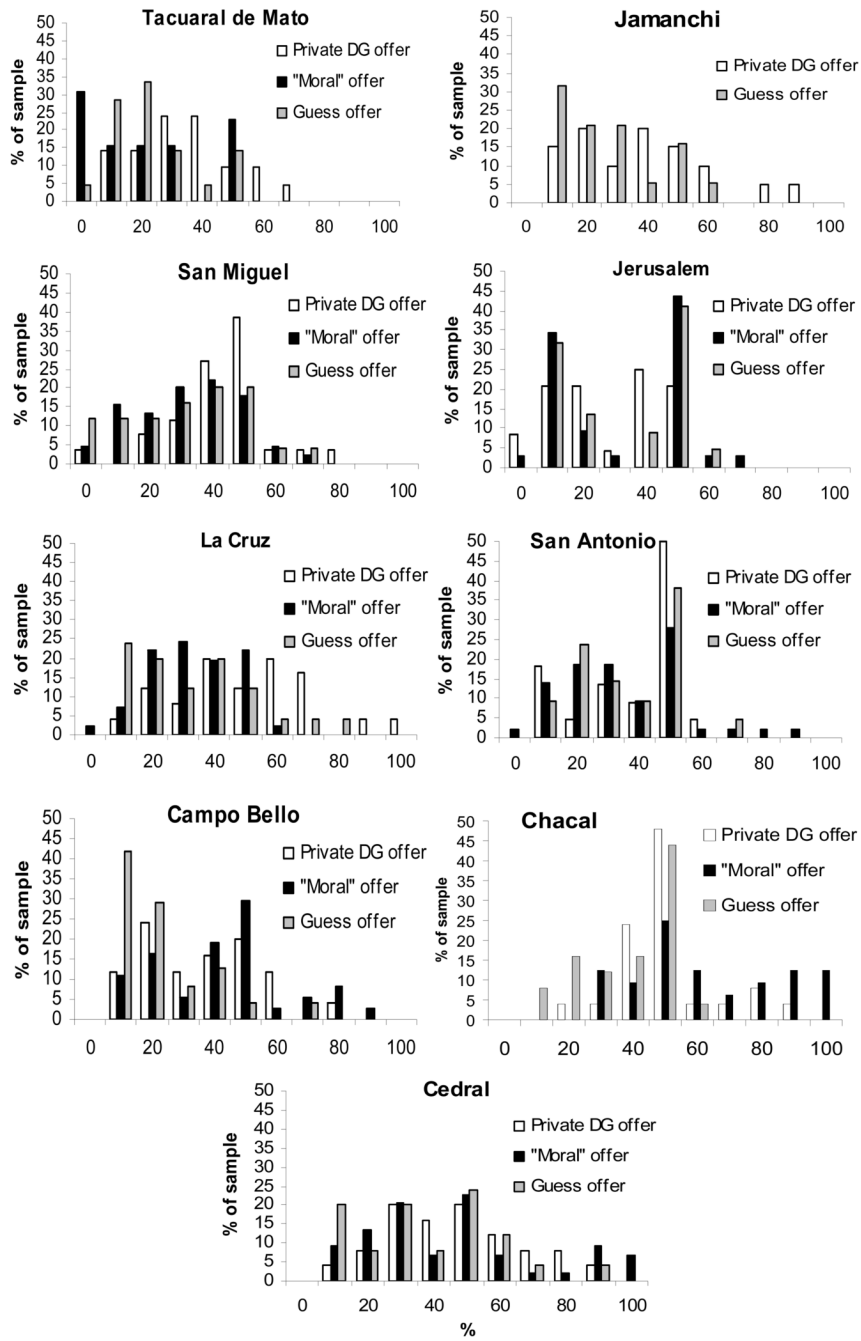 Tacuaral de Mato
% of sample
50
45
40
35
30
25
20
15
10
5
0
0 20 40 60 80 100
Private DG offer
"Moral" offer
Guess offer
Jamanchi
% of sample
50
45
40
35
30
25
20
15
10
5
0
0 20 40 60 80 100
Private DG offer
Guess offer
San Miguel
% of sample
50
45
40
35
30
25
20
15
10
5
0
0 20 40 60 80 100
Private DG offer
"Moral" offer
Guess offer
Jerusalem
% of sample
50
45
40
35
30
25
20
15
10
5
0
0 20 40 60 80 100
Private DG offer
"Moral" offer
Guess offer
La Cruz
% of sample
50
45
40
35
30
25
20
15
10
5
0
0 20 40 60 80 100
Private DG offer
"Moral" offer
Guess offer
San Antonio
% of sample
50
45
40
35
30
25
20
15
10
5
0
0 20 40 60 80 100
Private DG offer
"Moral" offer
Guess offer
Campo Bello
% of sample
50
45
40
35
30
25
20
15
10
5
0
0 20 40 60 80 100
Private DG offer
"Moral" offer
Guess offer
Chacal
% of sample
50
45
40
35
30
25
20
15
10
5
0
0 20 40 60 80 100
Private DG offer
"Moral" offer
Guess offer
Cedral
% of sample
50
45
40
35
30
25
20
15
10
5
0
0 20 40 60 80 100
%
Private DG offer
"Moral" offer
Guess offer